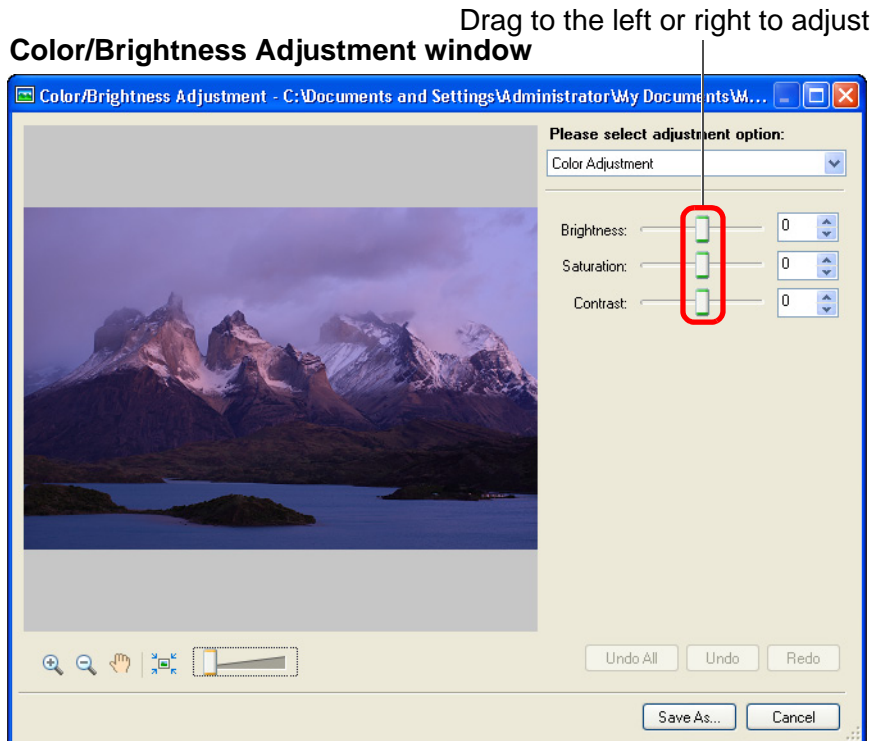 Drag to the left or right to adjust
Color/Brightness Adjustment window
Color/Brightness Adjustment - C:\Documents and Settings\Administrator\My Documents\M...
Please select adjustment option:
Color Adjustment
Brightness: 0
Saturation: 0
Contrast: 0
Undo All Undo Redo
Save As... Cancel